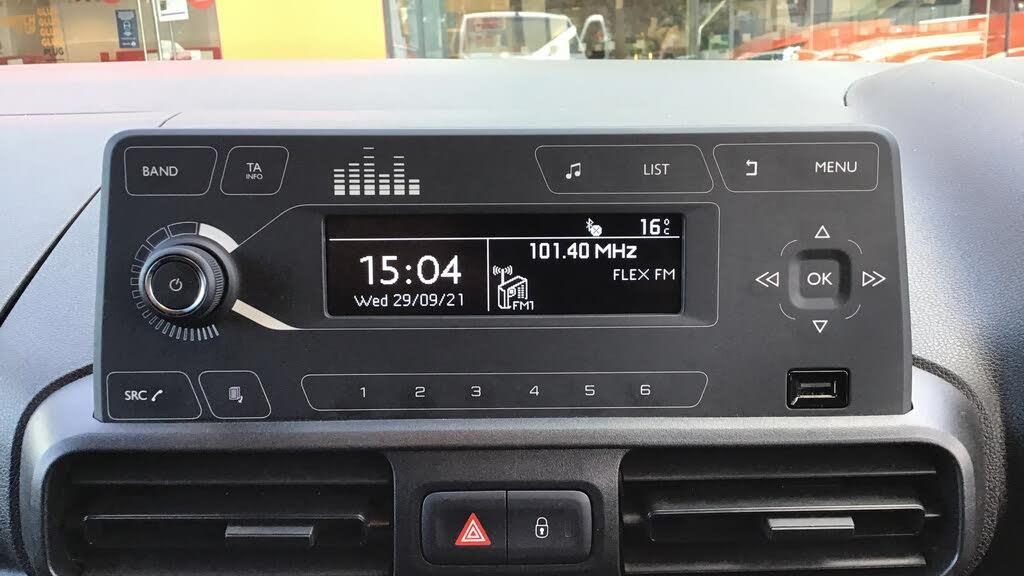 PLUG
BAND
TA
INFO
LIST
MENU
16°C
101.40 MHz
15:04
FLEX FM
Wed 29/09/21
FM1
OK
SRC
1 2 3 4 5 6